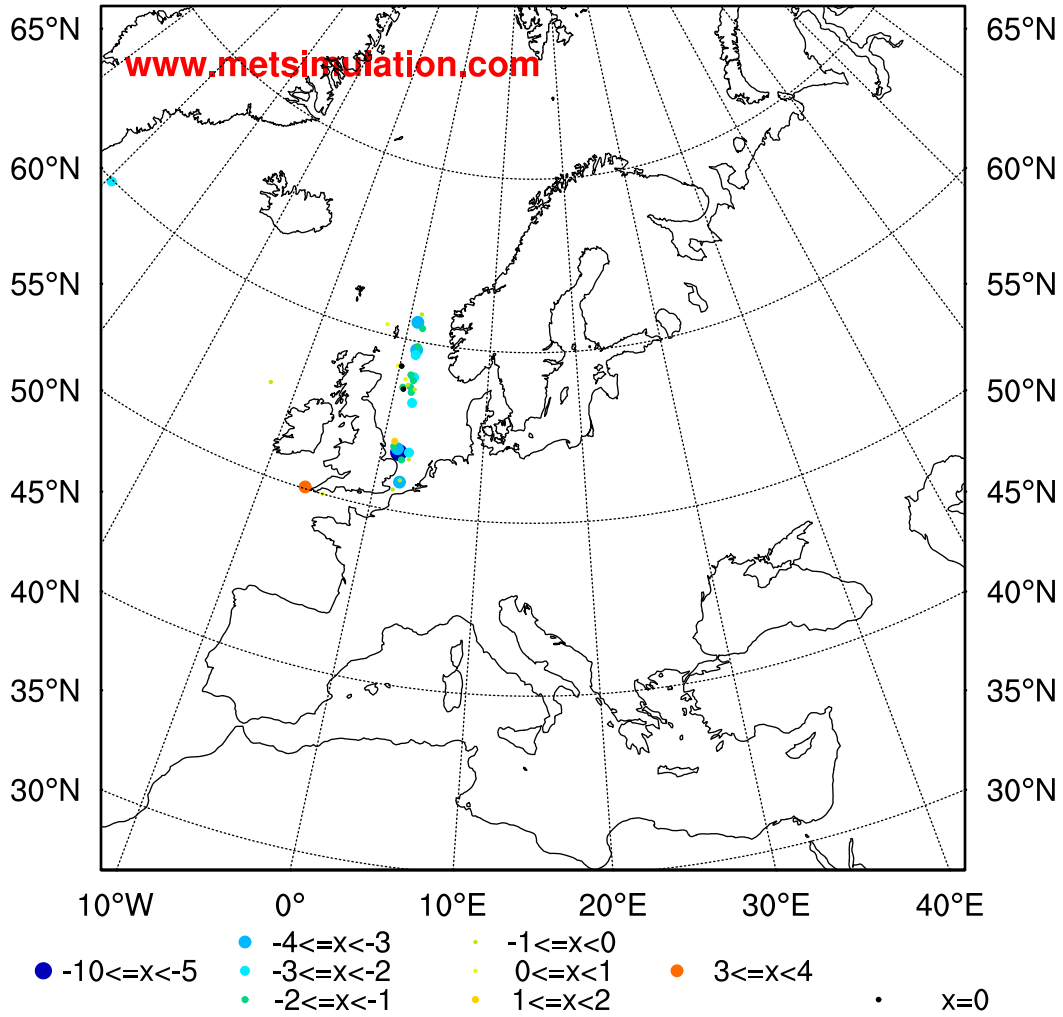 65°N 65°N
www.metsimulation.com
60°N 60°N
55°N 55°N
50°N 50°N
45°N 45°N
40°N 40°N
35°N 35°N
30°N 30°N
10°W 0° 10°E 20°E 30°E 40°E
-4<=x<-3 -1<=x<0
-10<=x<-5 -3<=x<-2 0<=x<1 3<=x<4
-2<=x<-1 1<=x<2 x=0